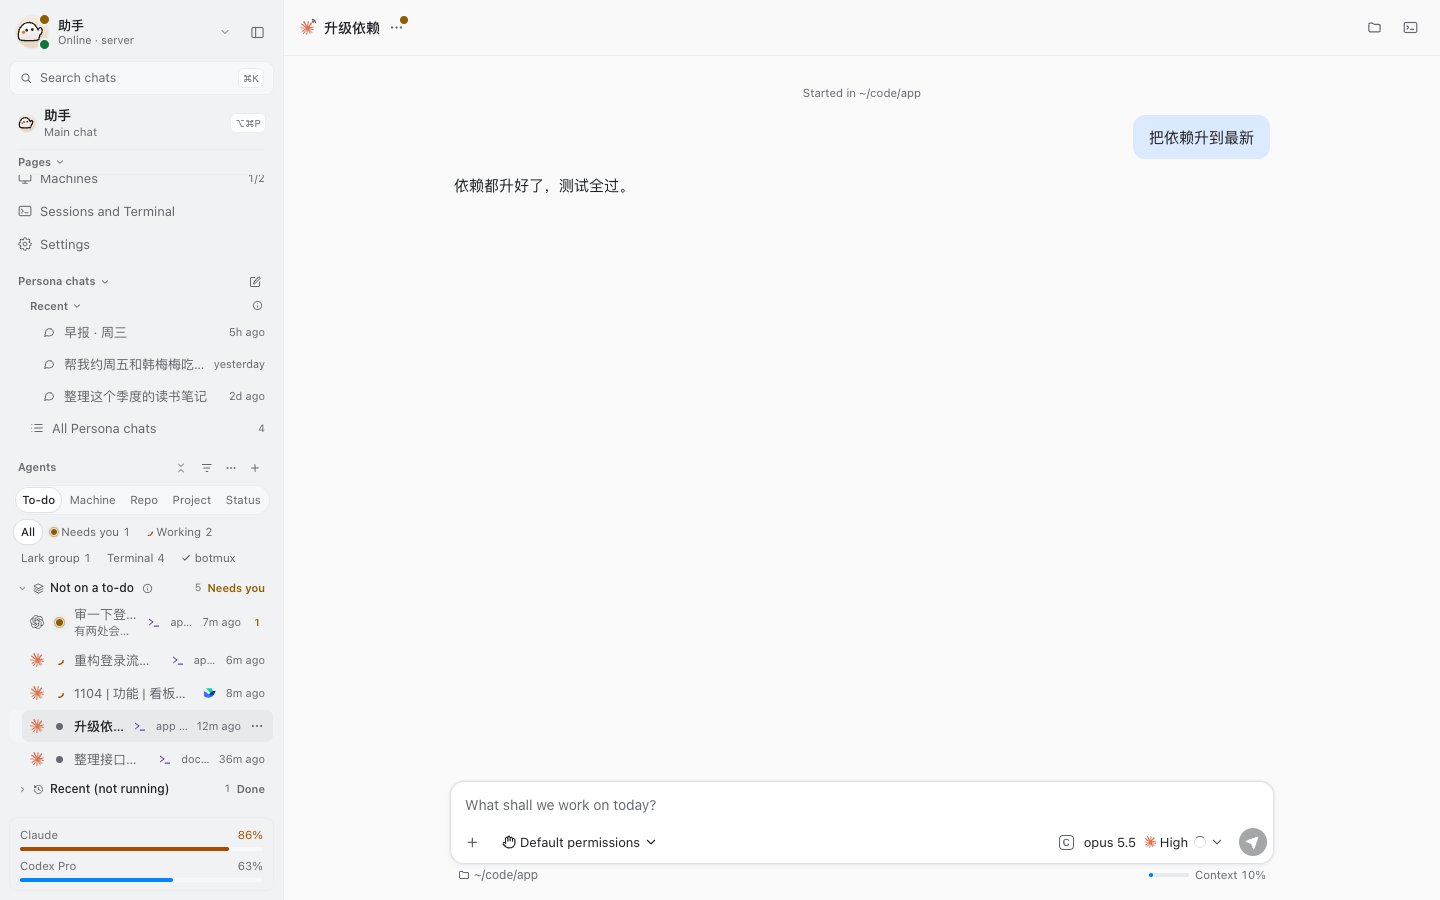 助手
Online · server
Search chats ⌘K
助手
Main chat ⌥⌘P
Pages
Machines 1/2
Sessions and Terminal
Settings
Persona chats
Recent
早报 · 周三 5h ago
帮我约周五和韩梅梅吃... yesterday
整理这个季度的读书笔记 2d ago
All Persona chats 4
Agents
To-do Machine Repo Project Status
All Needs you 1 Working 2
Lark group 1 Terminal 4 botmux
Not on a to-do 5 Needs you
审一下登... ap... 7m ago 1
有两处会...
重构登录流... ap... 6m ago
1104 | 功能 | 看板... 8m ago
升级依... app ... 12m ago
整理接口... doc... 36m ago
Recent (not running) 1 Done
Claude 86%
Codex Pro 63%
升级依赖
Started in ~/code/app
把依赖升到最新
依赖都升好了，测试全过。
What shall we work on today?
Default permissions C opus 5.5 High
~/code/app Context 10%